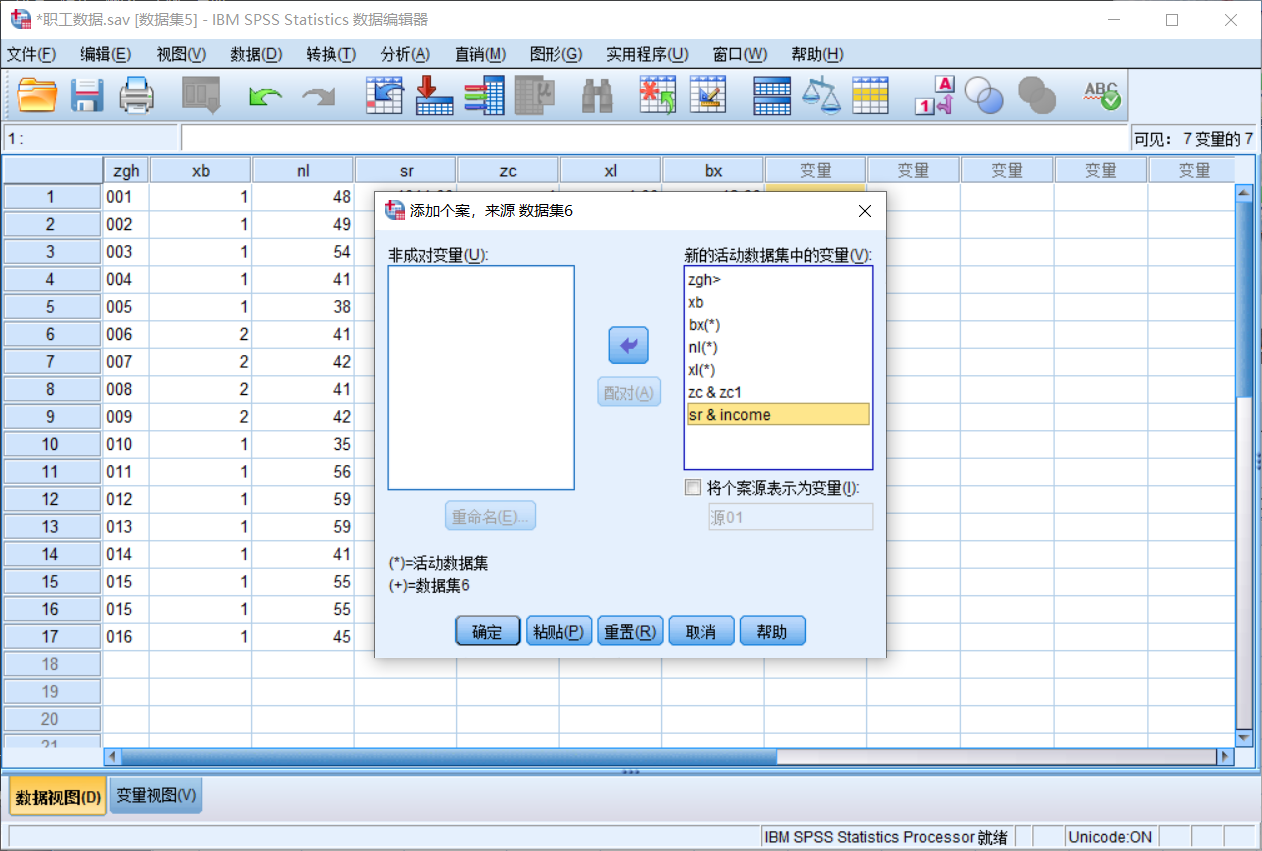 *职工数据.sav [数据集5] - IBM SPSS Statistics 数据编辑器
文件(F) 编辑(E) 视图(V) 数据(D) 转换(T) 分析(A) 直销(M) 图形(G) 实用程序(U) 窗口(W) 帮助(H)
A
1
ABC
1 : 可见: 7 变量的 7
zgh xb nl sr zc xl bx 变量 变量 变量 变量 变量
1 001 1 48
2 002 1 49
3 003 1 54
4 004 1 41
5 005 1 38
6 006 2 41
7 007 2 42
8 008 2 41
9 009 2 42
10 010 1 35
11 011 1 56
12 012 1 59
13 013 1 59
14 014 1 41
15 015 1 55
16 015 1 55
17 016 1 45
18
19
20
21
添加个案，来源 数据集6
非成对变量(U):
新的活动数据集中的变量(V):
zgh>
xb
bx(*)
nl(*)
xl(*)
zc & zc1
sr & income
配对(A)
将个案源表示为变量(I):
源01
重命名(E)...
(*)=活动数据集
(+)=数据集6
确定 粘贴(P) 重置(R) 取消 帮助
数据视图(D) 变量视图(V)
IBM SPSS Statistics Processor 就绪 Unicode:ON